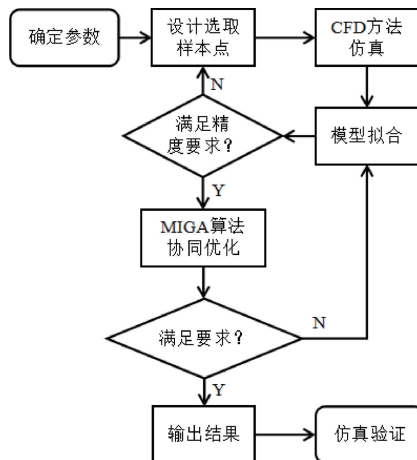 确定参数
设计选取
样本点
CFD方法
仿真
N
满足精
度要求?
模型拟合
Y
MIGA算法
协同优化
满足要求?
N
Y
输出结果
仿真验证